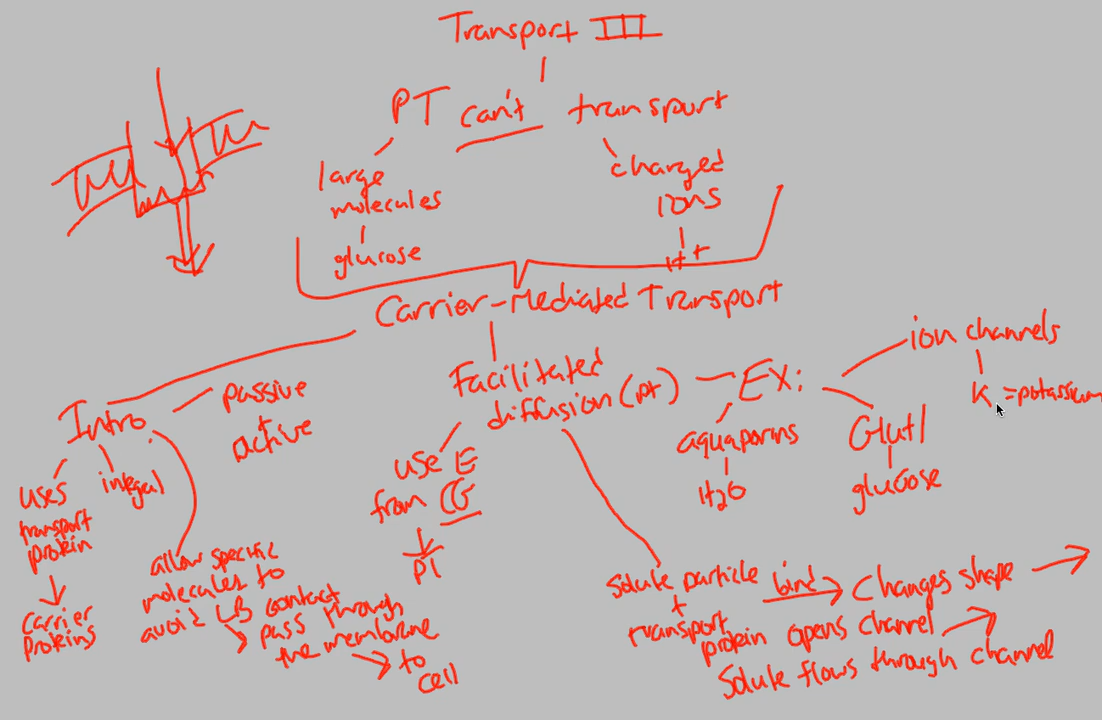 Transport III
PT can't transport
large
molecules
glucose
charged
ions
H+
Carrier-Mediated Transport
Intro.
passive
+
active
uses
transport
protein
carrier
proteins
integral
allow specific
molecules to
avoid LB contact
pass through
the membrane
to
cell
Facilitated
diffusion (pt)
use E
from CG
PT
Ex:
aquaporins
H2O
Glut1
glucose
ion channels
K = potassium
Solute particle bind changes shape
+
transport
protein opens channel
Solute flows through channel